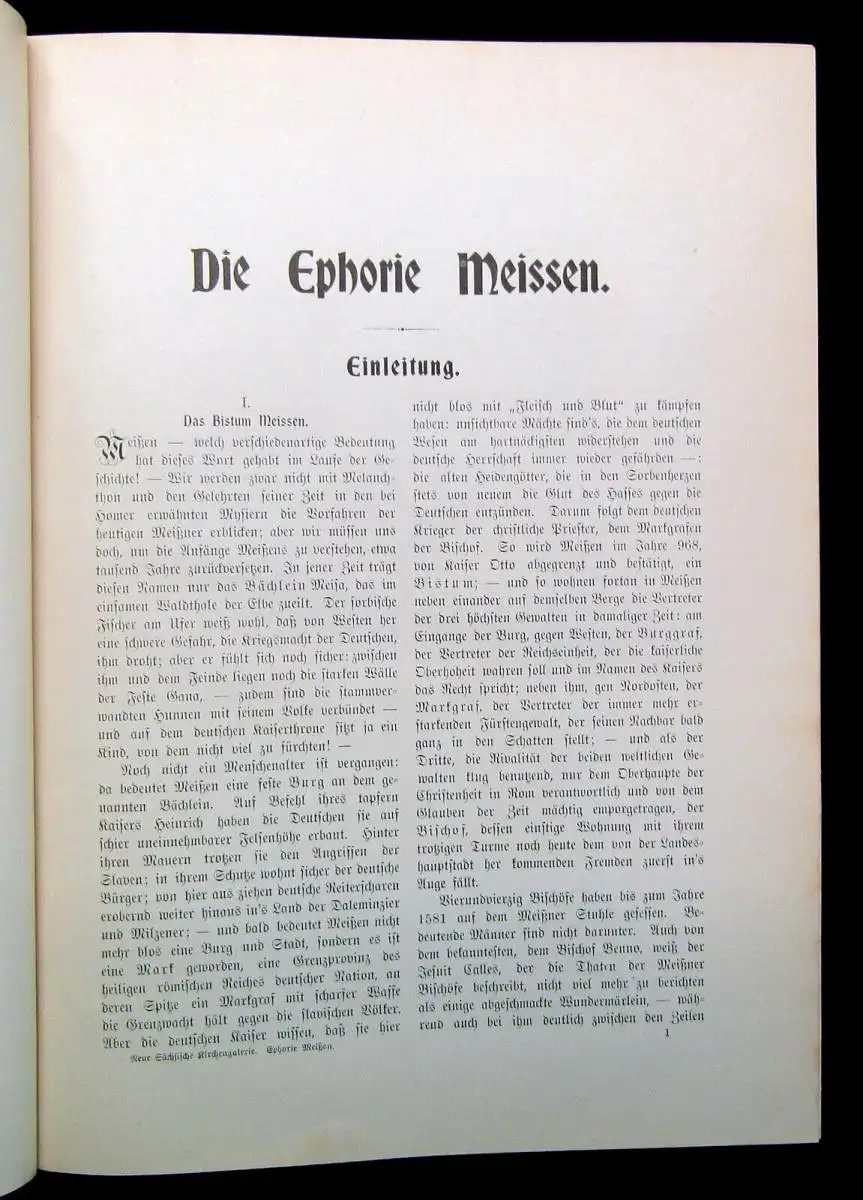 Die Ephorie Meissen.
Einleitung.
I.
Das Bistum Meissen.
Meißen — welch verschiedenartige Bedeutung
hat dieses Wort gehabt im Laufe der Ge-
schichte! — Wir werden zwar nicht mit Melanch-
thon und den Gelehrten seiner Zeit in den bei
Homer erwähnten Mysiern die Vorfahren der
heutigen Meißner erblicken; aber wir müssen uns
doch, um die Anfänge Meißens zu verstehen, etwa
tausend Jahre zurückversetzen. In jener Zeit trägt
diesen Namen nur das Bächlein Meisa, das im
einsamen Waldthale der Elbe zueilt. Der sorbische
Fischer am Ufer weiß wohl, daß von Westen her
eine schwere Gefahr, die Kriegsmacht der Deutschen,
ihm droht; aber er fühlt sich noch sicher: zwischen
ihm und dem Feinde liegen noch die starken Wälle
der Feste Gana, — zudem sind die stammver-
wandten Hunnen mit seinem Volke verbündet —
und auf dem deutschen Kaiserthrone sitzt ja ein
Kind, von dem nicht viel zu fürchten! —
Noch nicht ein Menschenalter ist vergangen:
da bedeutet Meißen eine feste Burg an dem ge-
nannten Bächlein. Auf Befehl ihres tapfern
Kaisers Heinrich haben die Deutschen sie auf
schier uneinnehmbarer Felsenhöhe erbaut. Hinter
ihren Mauern trotzen sie den Angriffen der
Slaven; in ihrem Schutze wohnt sicher der deutsche
Bürger; von hier aus ziehen deutsche Reiterscharen
erobernd weiter hinaus in's Land der Daleminzier
und Milzener; — und bald bedeutet Meißen nicht
mehr blos eine Burg und Stadt, sondern es ist
eine Mark geworden, eine Grenzprovinz des
heiligen römischen Reiches deutscher Nation, an
deren Spitze ein Markgraf mit scharfer Waffe
die Grenzwacht hält gegen die slavischen Völker.
Aber die deutschen Kaiser wissen, daß sie hier
Neue Sächsische Kirchengalerie. Ephorie Meißen.
nicht blos mit „Fleisch und Blut“ zu kämpfen
haben: unsichtbare Mächte sind's, die dem deutschen
Wesen am hartnäckigsten widerstehen und die
deutsche Herrschaft immer wieder gefährden —:
die alten Heidengötter, die in den Sorbenherzen
stets von neuem die Glut des Hasses gegen die
Deutschen entzünden. Darum folgt dem deutschen
Krieger der christliche Priester, dem Markgrafen
der Bischof. So wird Meißen im Jahre 968,
von Kaiser Otto abgegrenzt und bestätigt, ein
Bistum; — und so wohnen fortan in Meißen
neben einander auf demselben Berge die Vertreter
der drei höchsten Gewalten in damaliger Zeit: am
Eingange der Burg, gegen Westen, der Burggraf,
der Vertreter der Reichseinheit, der die kaiserliche
Oberhoheit wahren soll und im Namen des Kaisers
das Recht spricht; neben ihm, gen Nordosten, der
Markgraf, der Vertreter der immer mehr er-
starkenden Fürstengewalt, der seinen Nachbar bald
ganz in den Schatten stellt; — und als der
Dritte, die Rivalität der beiden weltlichen Ge-
walten klug benutzend, nur dem Oberhaupte der
Christenheit in Rom verantwortlich und von dem
Glauben der Zeit mächtig emporgetragen, der
Bischof, dessen einstige Wohnung mit ihrem
trotzigen Turme noch heute dem von der Landes-
hauptstadt her kommenden Fremden zuerst in's
Auge fällt.
Vierundvierzig Bischöfe haben bis zum Jahre
1581 auf dem Meißner Stuhle gesessen. Be-
deutende Männer sind nicht darunter. Auch von
dem bekanntesten, dem Bischof Benno, weiß der
Jesuit Calles, der die Thaten der Meißner
Bischöfe beschreibt, nicht viel mehr zu berichten
als einige abgeschmackte Wundermärlein, — wäh-
rend auch bei ihm deutlich zwischen den Zeilen
1